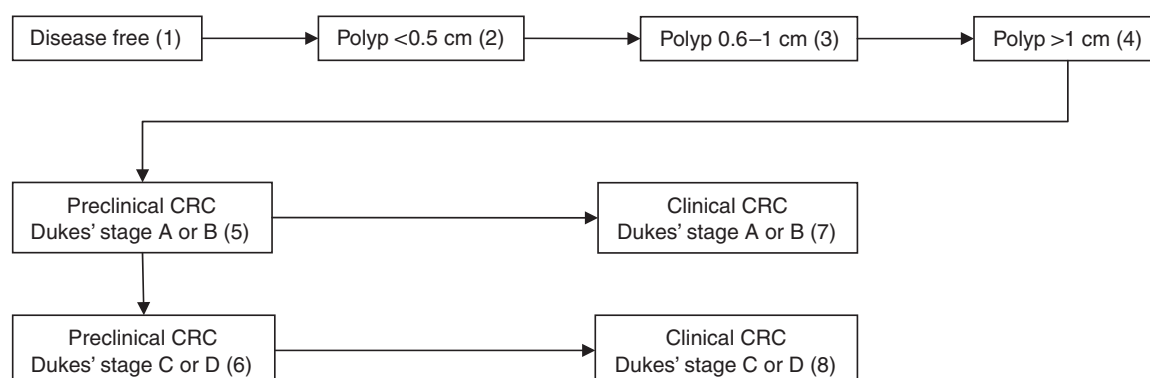 Disease free (1)
Polyp <0.5 cm (2)
Polyp 0.6–1 cm (3)
Polyp >1 cm (4)
Preclinical CRC
Dukes' stage A or B (5)
Clinical CRC
Dukes' stage A or B (7)
Preclinical CRC
Dukes' stage C or D (6)
Clinical CRC
Dukes' stage C or D (8)